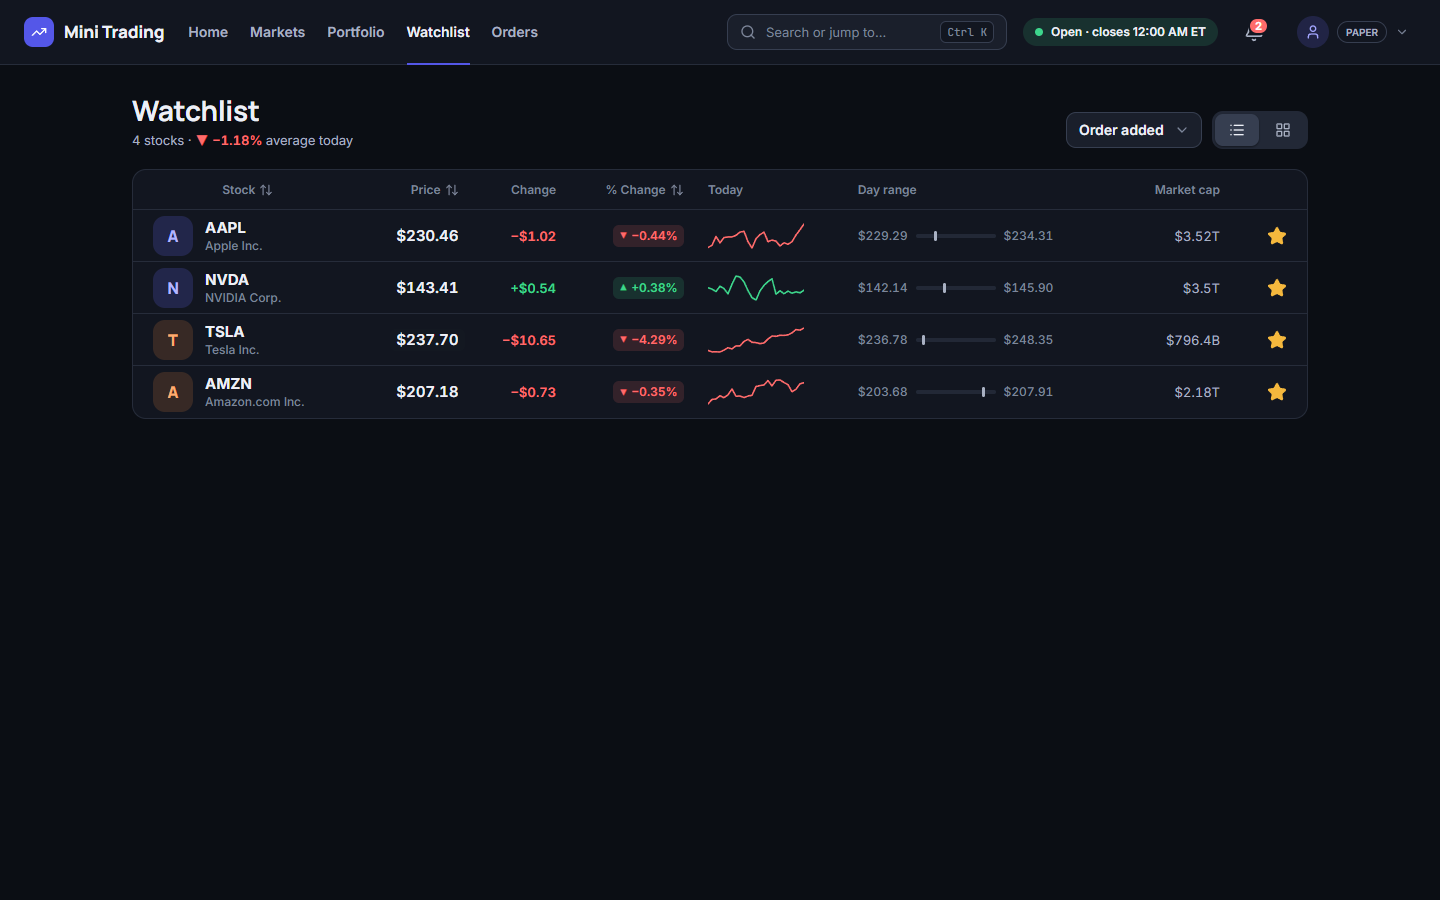 Mini Trading Home Markets Portfolio Watchlist Orders Search or jump to... Ctrl K Open · closes 12:00 AM ET 2 PAPER
Watchlist
4 stocks · ▼ −1.18% average today
Order added
Stock Price Change % Change Today Day range Market cap
A AAPL Apple Inc. $230.46 −$1.02 ▼ −0.44% $229.29 $234.31 $3.52T
N NVDA NVIDIA Corp. $143.41 +$0.54 ▲ +0.38% $142.14 $145.90 $3.5T
T TSLA Tesla Inc. $237.70 −$10.65 ▼ −4.29% $236.78 $248.35 $796.4B
A AMZN Amazon.com Inc. $207.18 −$0.73 ▼ −0.35% $203.68 $207.91 $2.18T